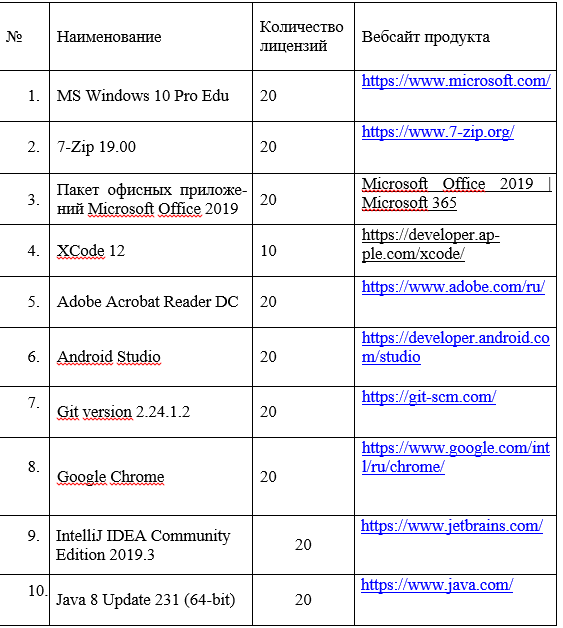 №
Наименование
Количество
лицензий
Вебсайт продукта
1.
MS Windows 10 Pro Edu
20
https://www.microsoft.com/
2.
7-Zip 19.00
20
https://www.7-zip.org/
3.
Пакет офисных приложе-
ний Microsoft Office 2019
20
Microsoft Office 2019 |
Microsoft 365
4.
XCode 12
10
https://developer.ap-
ple.com/xcode/
5.
Adobe Acrobat Reader DC
20
https://www.adobe.com/ru/
6.
Android Studio
20
https://developer.android.co
m/studio
7.
Git version 2.24.1.2
20
https://git-scm.com/
8.
Google Chrome
20
https://www.google.com/int
l/ru/chrome/
9.
IntelliJ IDEA Community
Edition 2019.3
20
https://www.jetbrains.com/
10.
Java 8 Update 231 (64-bit)
20
https://www.java.com/